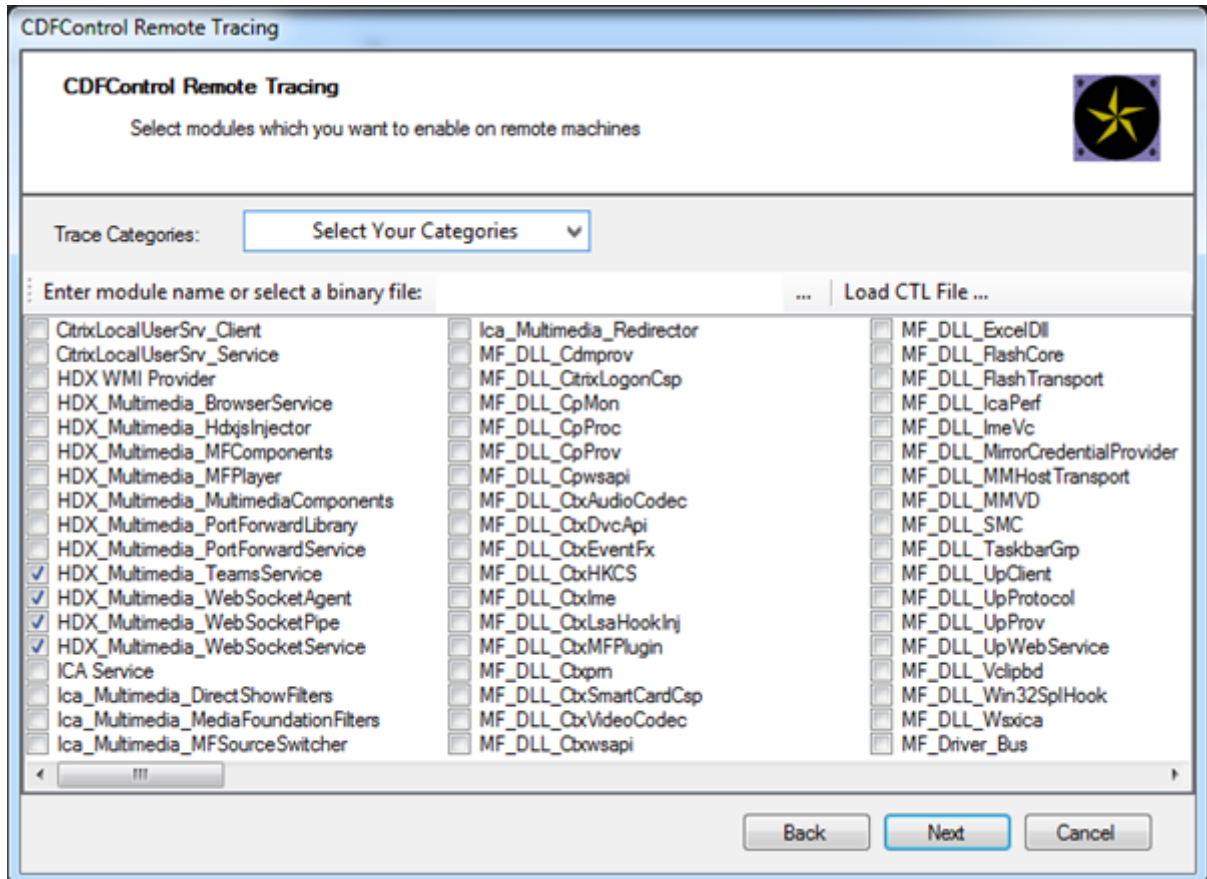 CDFControl Remote Tracing
CDFControl Remote Tracing
Select modules which you want to enable on remote machines
Trace Categories:
Select Your Categories
Enter module name or select a binary file:
...
Load CTL File ...
CitrixLocalUserSrv_Client
CitrixLocalUserSrv_Service
HDX WMI Provider
HDX_Multimedia_BrowserService
HDX_Multimedia_HdxjsInjector
HDX_Multimedia_MFComponents
HDX_Multimedia_MFPlayer
HDX_Multimedia_MultimediaComponents
HDX_Multimedia_PortForwardLibrary
HDX_Multimedia_PortForwardService
HDX_Multimedia_TeamsService
HDX_Multimedia_WebSocketAgent
HDX_Multimedia_WebSocketPipe
HDX_Multimedia_WebSocketService
ICA Service
Ica_Multimedia_DirectShowFilters
Ica_Multimedia_MediaFoundationFilters
Ica_Multimedia_MFSourceSwitcher
Ica_Multimedia_Redirector
MF_DLL_Cdmprov
MF_DLL_CitrixLogonCsp
MF_DLL_CpMon
MF_DLL_CpProc
MF_DLL_CpProv
MF_DLL_Cpwsapi
MF_DLL_CtxAudioCodec
MF_DLL_CtxDvcApi
MF_DLL_CtxEventFx
MF_DLL_CtxHKCS
MF_DLL_CtxIme
MF_DLL_CtxLsaHookInj
MF_DLL_CtxMFPlugin
MF_DLL_Ctxprn
MF_DLL_CtxSmartCardCsp
MF_DLL_CtxVideoCodec
MF_DLL_Ctxwsapi
MF_DLL_ExcelDll
MF_DLL_FlashCore
MF_DLL_FlashTransport
MF_DLL_IcaPerf
MF_DLL_ImeVc
MF_DLL_MirrorCredentialProvider
MF_DLL_MMHostTransport
MF_DLL_MMVD
MF_DLL_SMC
MF_DLL_TaskbarGrp
MF_DLL_UpClient
MF_DLL_UpProtocol
MF_DLL_UpProv
MF_DLL_UpWebService
MF_DLL_Vclipbd
MF_DLL_Win32SplHook
MF_DLL_Wsxica
MF_Driver_Bus
Back
Next
Cancel